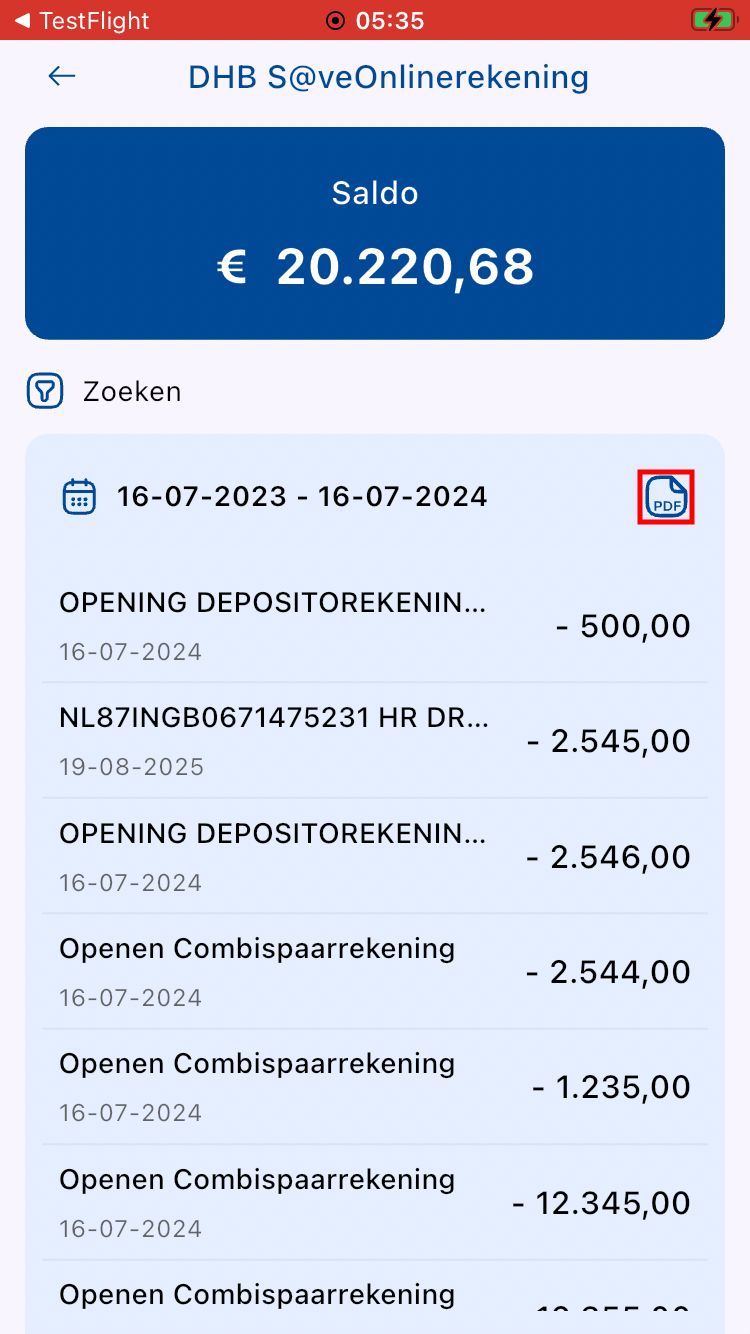 ◀ TestFlight 05:35
DHB S@veOnlinerekening
Saldo
€ 20.220,68
Zoeken
16-07-2023 - 16-07-2024 PDF
OPENING DEPOSITOREKENIN... - 500,00
16-07-2024
NL87INGB0671475231 HR DR... - 2.545,00
19-08-2025
OPENING DEPOSITOREKENIN... - 2.546,00
16-07-2024
Openen Combispaarrekening - 2.544,00
16-07-2024
Openen Combispaarrekening - 1.235,00
16-07-2024
Openen Combispaarrekening - 12.345,00
16-07-2024
Openen Combispaarrekening